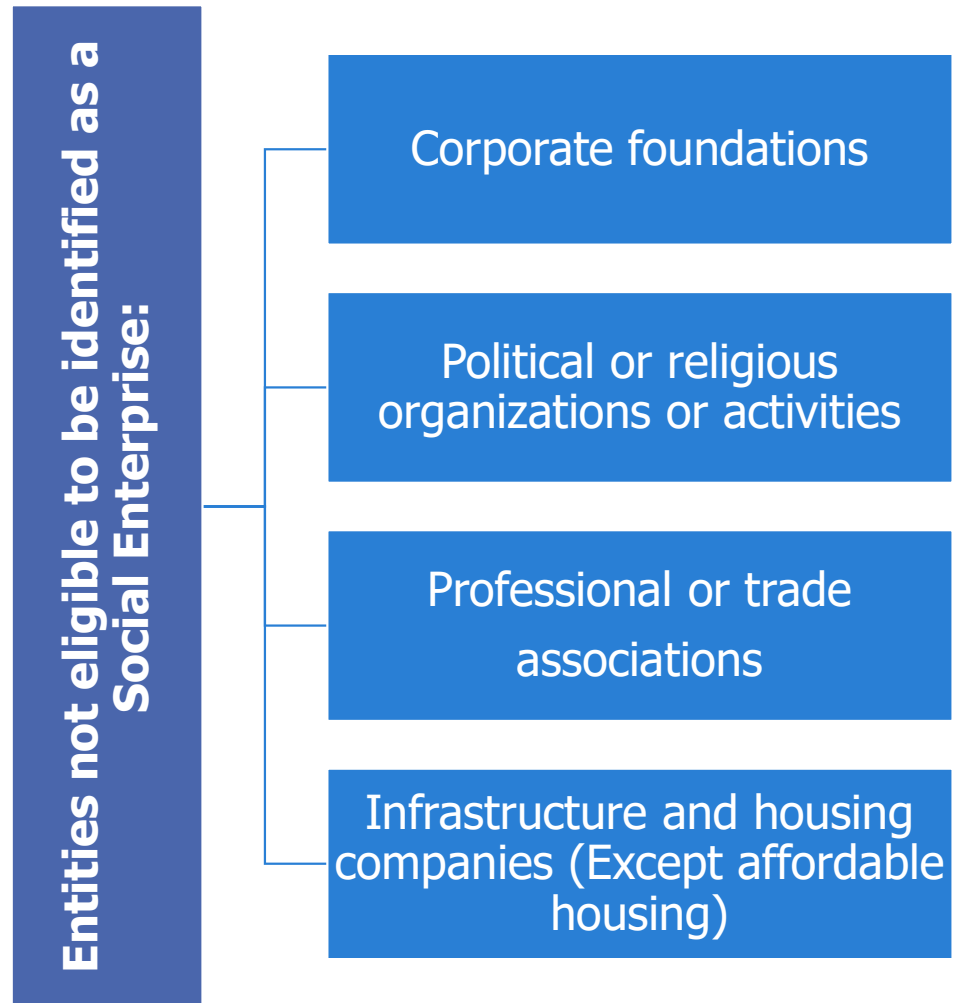 Entities not eligible to be identified as a
Social Enterprise:
Corporate foundations
Political or religious
organizations or activities
Professional or trade
associations
Infrastructure and housing
companies (Except affordable
housing)